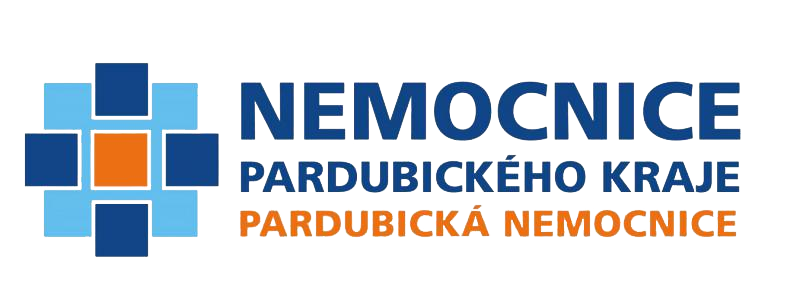 NEMOCNICE
PARDUBICKÉHO KRAJE
PARDUBICKÁ NEMOCNICE